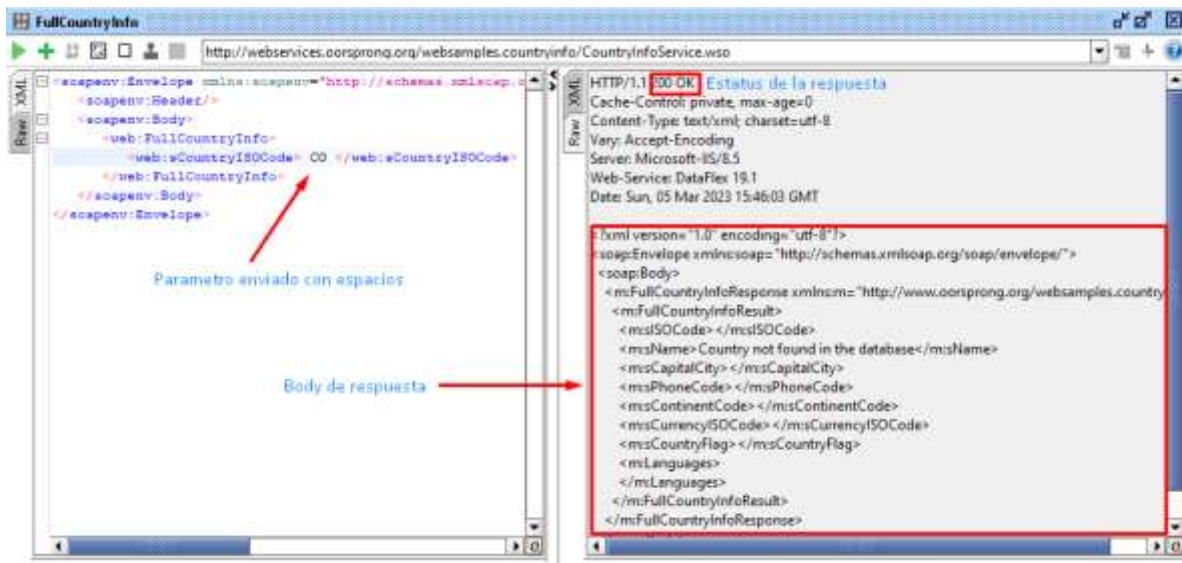 FullCountryInfo
http://webservices.oorsprong.org/websamples.countryinfo/CountryInfoService.wso
XML
Raw
<soapenv:Envelope xmlns:soapenv="http://schemas.xmlsoap.
<soapenv:Header/>
<soapenv:Body>
<web:FullCountryInfo>
<web:sCountryISOCode> CO </web:sCountryISOCode>
</web:FullCountryInfo>
</soapenv:Body>
</soapenv:Envelope>
Parametro enviado con espacios
Body de respuesta
XML
Raw
HTTP/1.1 200 OK Estatus de la respuesta
Cache-Control: private, max-age=0
Content-Type: text/xml; charset=utf-8
Vary: Accept-Encoding
Server: Microsoft-IIS/8.5
Web-Service: DataFlex 19.1
Date: Sun, 05 Mar 2023 15:46:03 GMT
<?xml version="1.0" encoding="utf-8"?>
<soap:Envelope xmlns:soap="http://schemas.xmlsoap.org/soap/envelope/">
<soap:Body>
<m:FullCountryInfoResponse xmlns:m="http://www.oorsprong.org/websamples.country
<m:FullCountryInfoResult>
<m:sISOCode></m:sISOCode>
<m:sName>Country not found in the database</m:sName>
<m:sCapitalCity></m:sCapitalCity>
<m:sPhoneCode></m:sPhoneCode>
<m:sContinentCode></m:sContinentCode>
<m:sCurrencyISOCode></m:sCurrencyISOCode>
<m:sCountryFlag></m:sCountryFlag>
<m:Languages>
</m:Languages>
</m:FullCountryInfoResult>
</m:FullCountryInfoResponse>